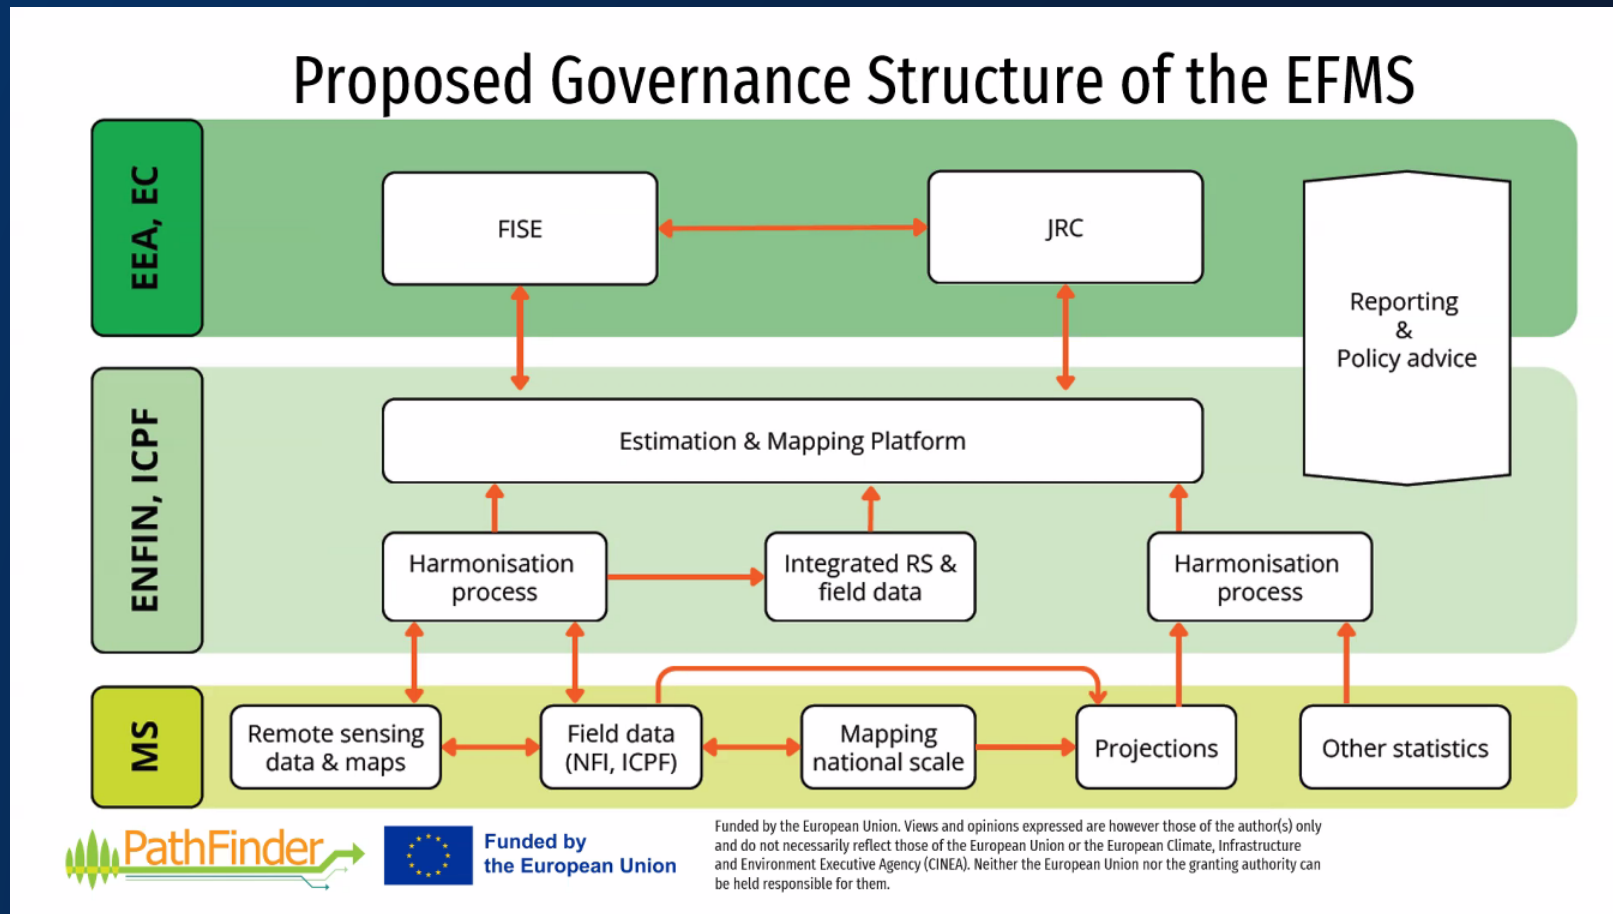 Proposed Governance Structure of the EFMS
EEA, EC
FISE
JRC
Reporting
&
Policy advice
ENFIN, ICPF
Estimation & Mapping Platform
Harmonisation
process
Integrated RS &
field data
Harmonisation
process
MS
Remote sensing
data & maps
Field data
(NFI, ICPF)
Mapping
national scale
Projections
Other statistics
PathFinder
Funded by
the European Union
Funded by the European Union. Views and opinions expressed are however those of the author(s) only
and do not necessarily reflect those of the European Union or the European Climate, Infrastructure
and Environment Executive Agency (CINEA). Neither the European Union nor the granting authority can
be held responsible for them.